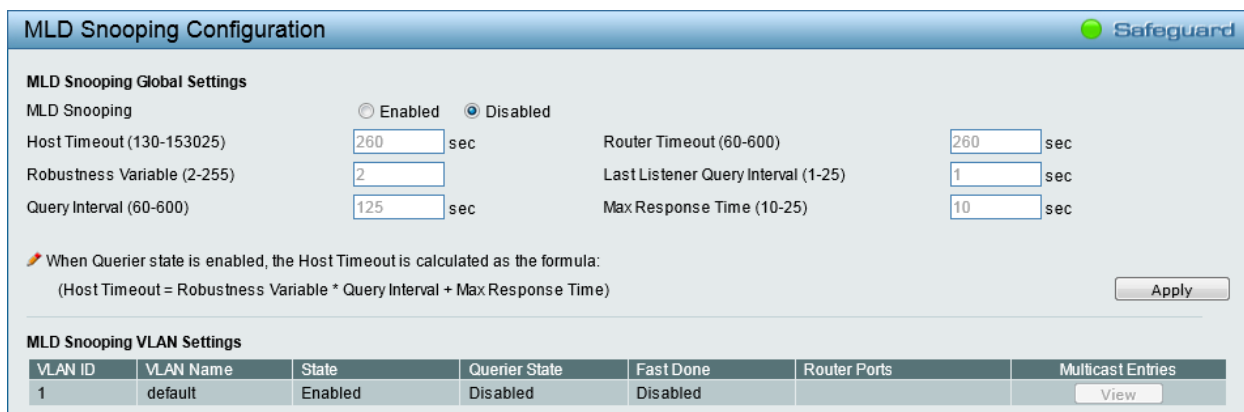 MLD Snooping Configuration Safeguard
MLD Snooping Global Settings
MLD Snooping Enabled Disabled
Host Timeout (130-153025) 260 sec Router Timeout (60-600) 260 sec
Robustness Variable (2-255) 2 Last Listener Query Interval (1-25) 1 sec
Query Interval (60-600) 125 sec Max Response Time (10-25) 10 sec
When Querier state is enabled, the Host Timeout is calculated as the formula:
(Host Timeout = Robustness Variable * Query Interval + Max Response Time)
Apply
MLD Snooping VLAN Settings
VLAN ID VLAN Name State Querier State Fast Done Router Ports Multicast Entries
1 default Enabled Disabled Disabled View